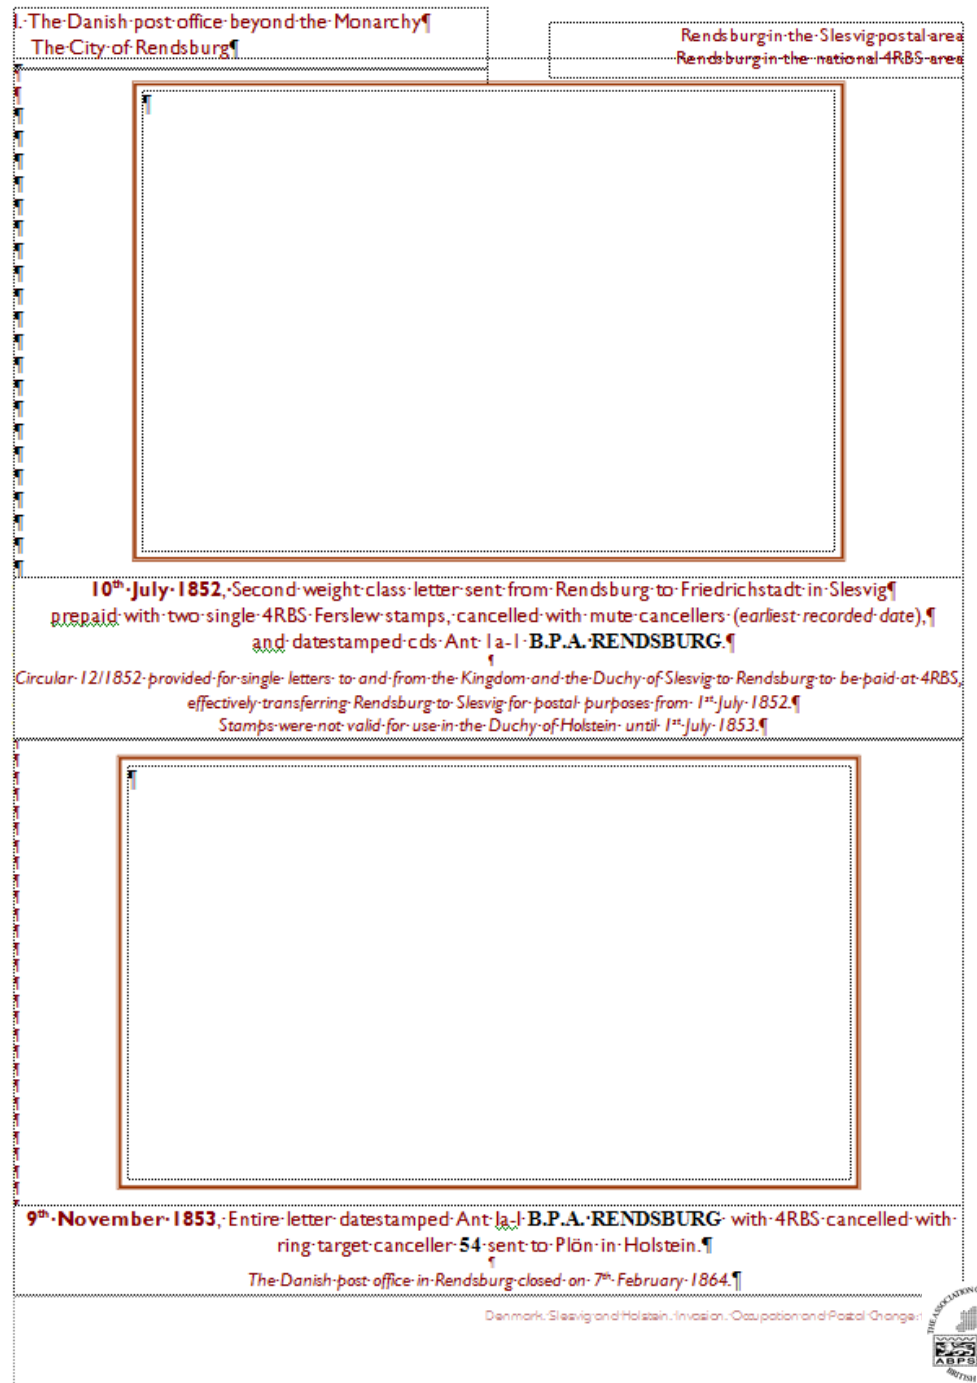 I. The Danish post office beyond the Monarchy
The City of Rendsburg
Rendsburg in the Slesvig postal area
Rendsburg in the national 4RBS area
10th July 1852, Second weight class letter sent from Rendsburg to Friedrichstadt in Slesvig
prepaid with two single 4RBS Ferslew stamps, cancelled with mute cancellers (earliest recorded date),
and datestamped cds Ant 1a-1 B.P.A. RENDSBURG.
Circular 12/1852 provided for single letters to and from the Kingdom and the Duchy of Slesvig to Rendsburg to be paid at 4RBS,
effectively transferring Rendsburg to Slesvig for postal purposes from 1st July 1852.
Stamps were not valid for use in the Duchy of Holstein until 1st July 1853.
9th November 1853, Entire letter datestamped Ant Ia-I B.P.A. RENDSBURG with 4RBS cancelled with
ring target canceller 54 sent to Plön in Holstein.
The Danish post office in Rendsburg closed on 7th February 1864.
Denmark. Slesvig and Holstein. Invasion. Occupation and Postal Change.
THE ASSOCIATION O
ABPS
BRITISH